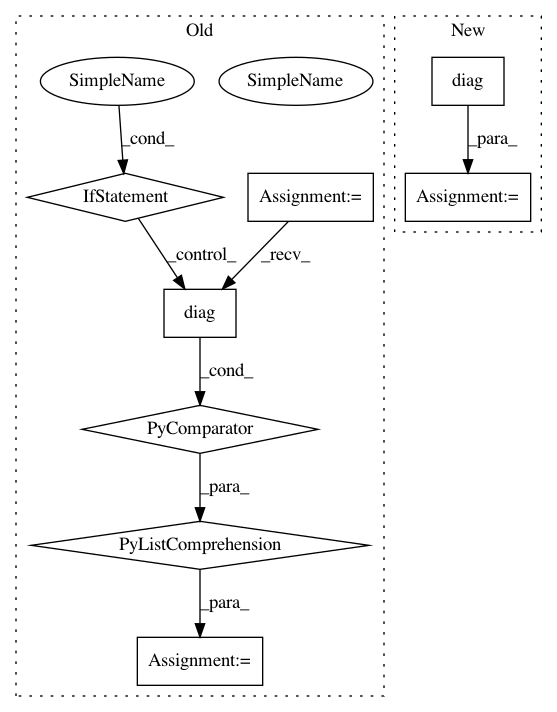 Old
New
SimpleName
SimpleName
diag
_cond_
_para_
IfStatement
Assignment:=
Assignment:=
_control_
_recv_
diag
_cond_
PyComparator
_para_
PyListComprehension
_para_
Assignment:=